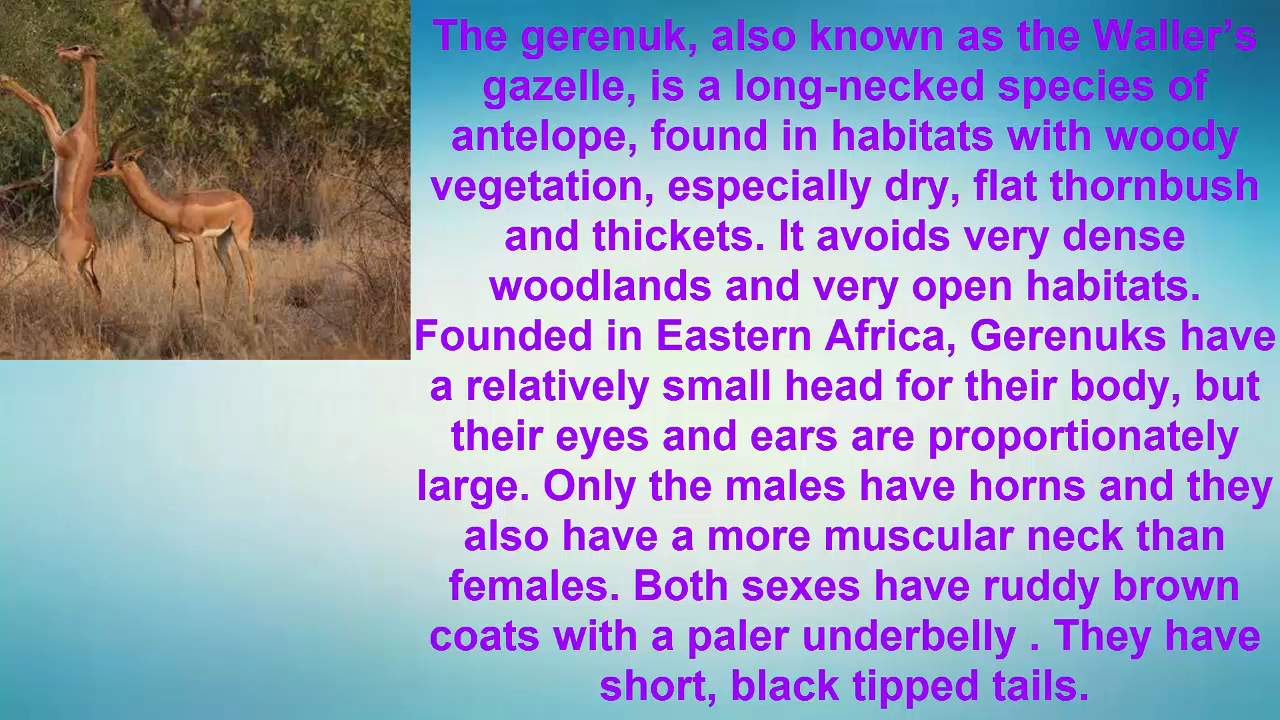 The gerenuk, also known as the Waller’s
gazelle, is a long-necked species of
antelope, found in habitats with woody
vegetation, especially dry, flat thornbush
and thickets. It avoids very dense
woodlands and very open habitats.
Founded in Eastern Africa, Gerenuks have
a relatively small head for their body, but
their eyes and ears are proportionately
large. Only the males have horns and they
also have a more muscular neck than
females. Both sexes have ruddy brown
coats with a paler underbelly . They have
short, black tipped tails.